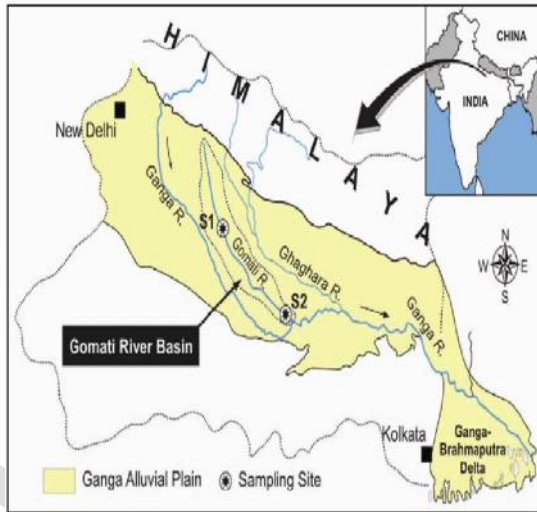 HIMALAYA
CHINA
INDIA
New Delhi
Ganga R.
S1
Gomati R
Ghaghara R.
S2
Ganga R.
Gomati River Basin
N
W E
S
Kolkata
Ganga-
Brahmaputra
Delta
Ganga Alluvial Plain
Sampling Site